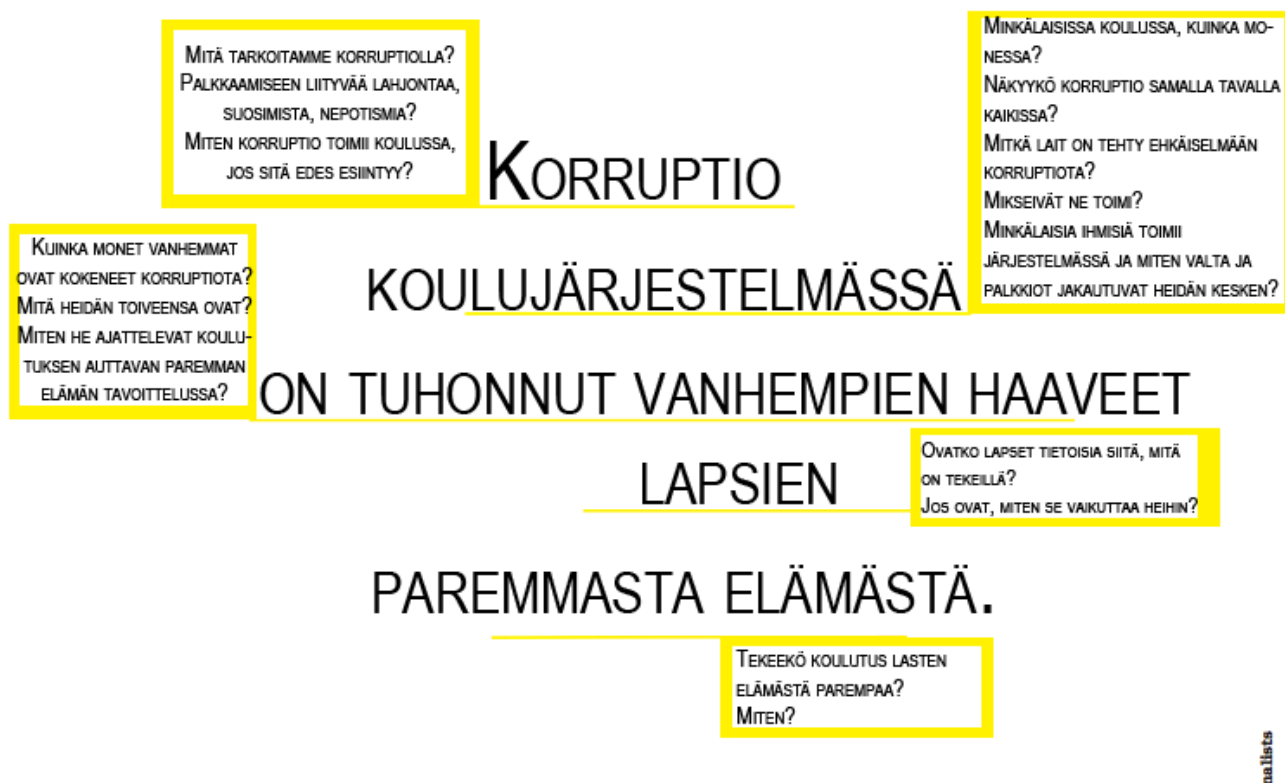 Mitä tarkoitamme korruptiolla?
Palkkaamiseen liityvää lahjontaa,
suosimista, nepotismia?
Miten korruptio toimii koulussa,
jos sitä edes esiintyy?
Korruptio
Minkälaisissa koulussa, kuinka mo-
nessa?
Näkyykö korruptio samalla tavalla
kaikissa?
Mitkä lait on tehty ehkäiselmään
korruptiota?
Mikseivät ne toimi?
Minkälaisia ihmisiä toimii
järjestelmässä ja miten valta ja
palkkiot jakautuvat heidän kesken?
koulujärjestelmässä
Kuinka monet vanhemmat
ovat kokeneet korruptiota?
Mitä heidän toiveensa ovat?
Miten he ajattelevat koulu-
tuksen auttavan paremman
elämän tavoittelussa?
on tuhonnut vanhempien haaveet
lapsien
Ovatko lapset tietoisia siitä, mitä
on tekeillä?
Jos ovat, miten se vaikuttaa heihin?
paremmasta elämästä.
Tekeekö koulutus lasten
elämästä parempaa?
Miten?